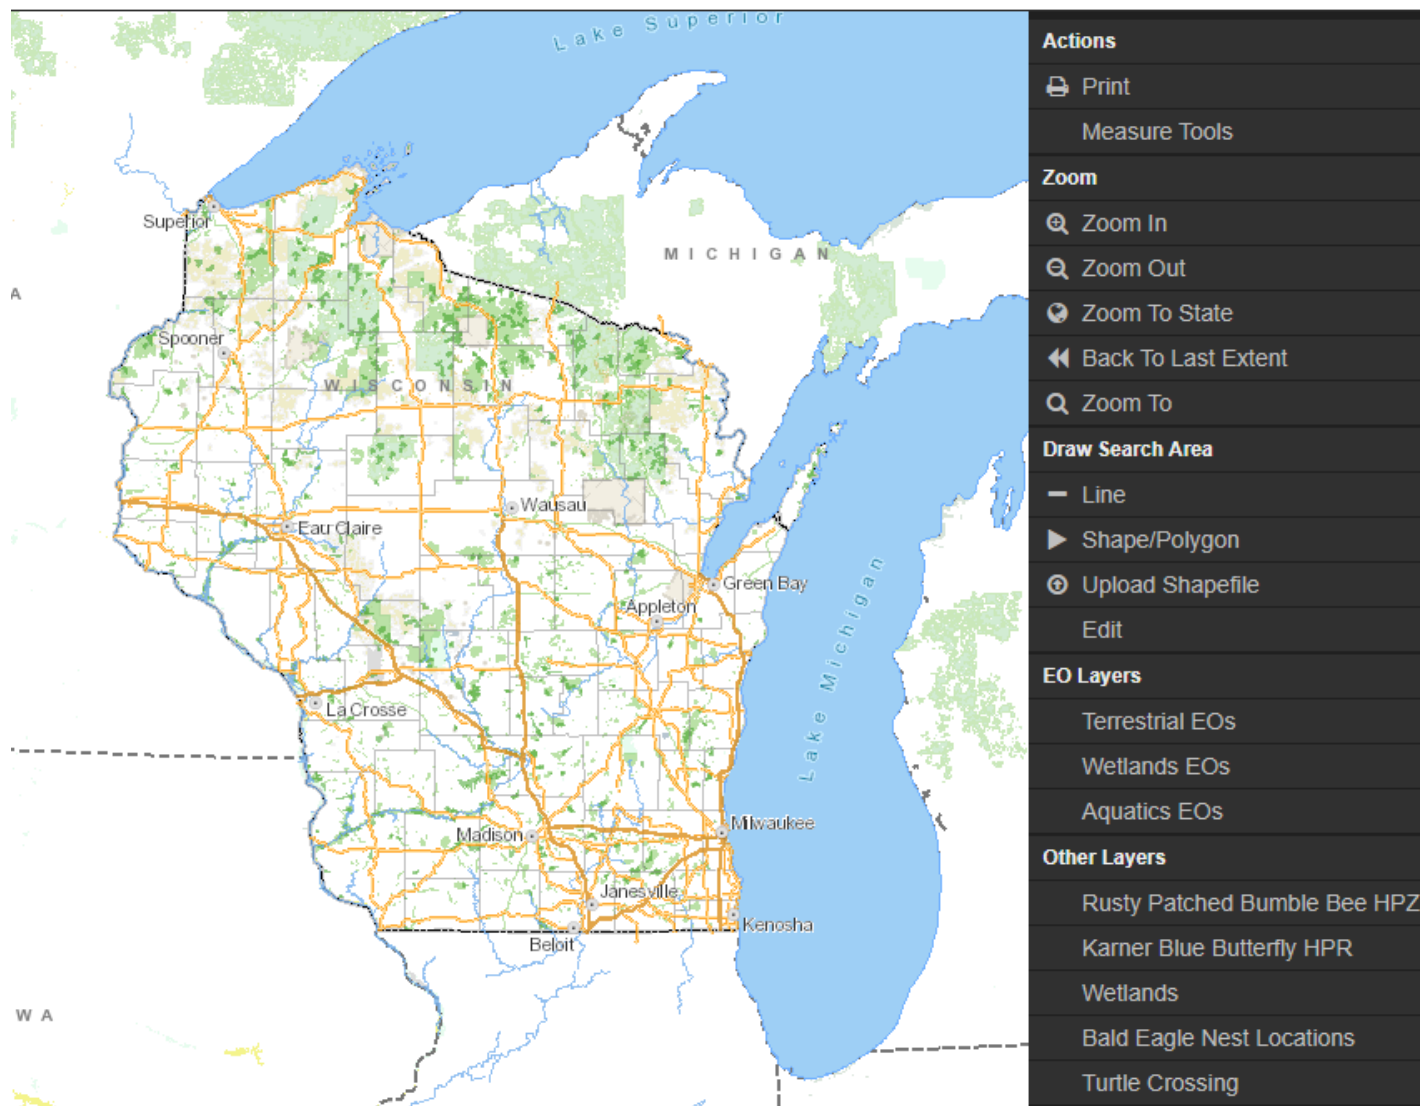 Lake Superior
MICHIGAN
Superior
A
Spooner
WISCONSIN
Wausau
Eau Claire
Green Bay
Appleton
Lake Michigan
La Crosse
Milwaukee
Madison
Janesville
Kenosha
Beloit
WA
Actions
Print
Measure Tools
Zoom
Zoom In
Zoom Out
Zoom To State
Back To Last Extent
Zoom To
Draw Search Area
Line
Shape/Polygon
Upload Shapefile
Edit
EO Layers
Terrestrial EOs
Wetlands EOs
Aquatics EOs
Other Layers
Rusty Patched Bumble Bee HPZ
Karner Blue Butterfly HPR
Wetlands
Bald Eagle Nest Locations
Turtle Crossing